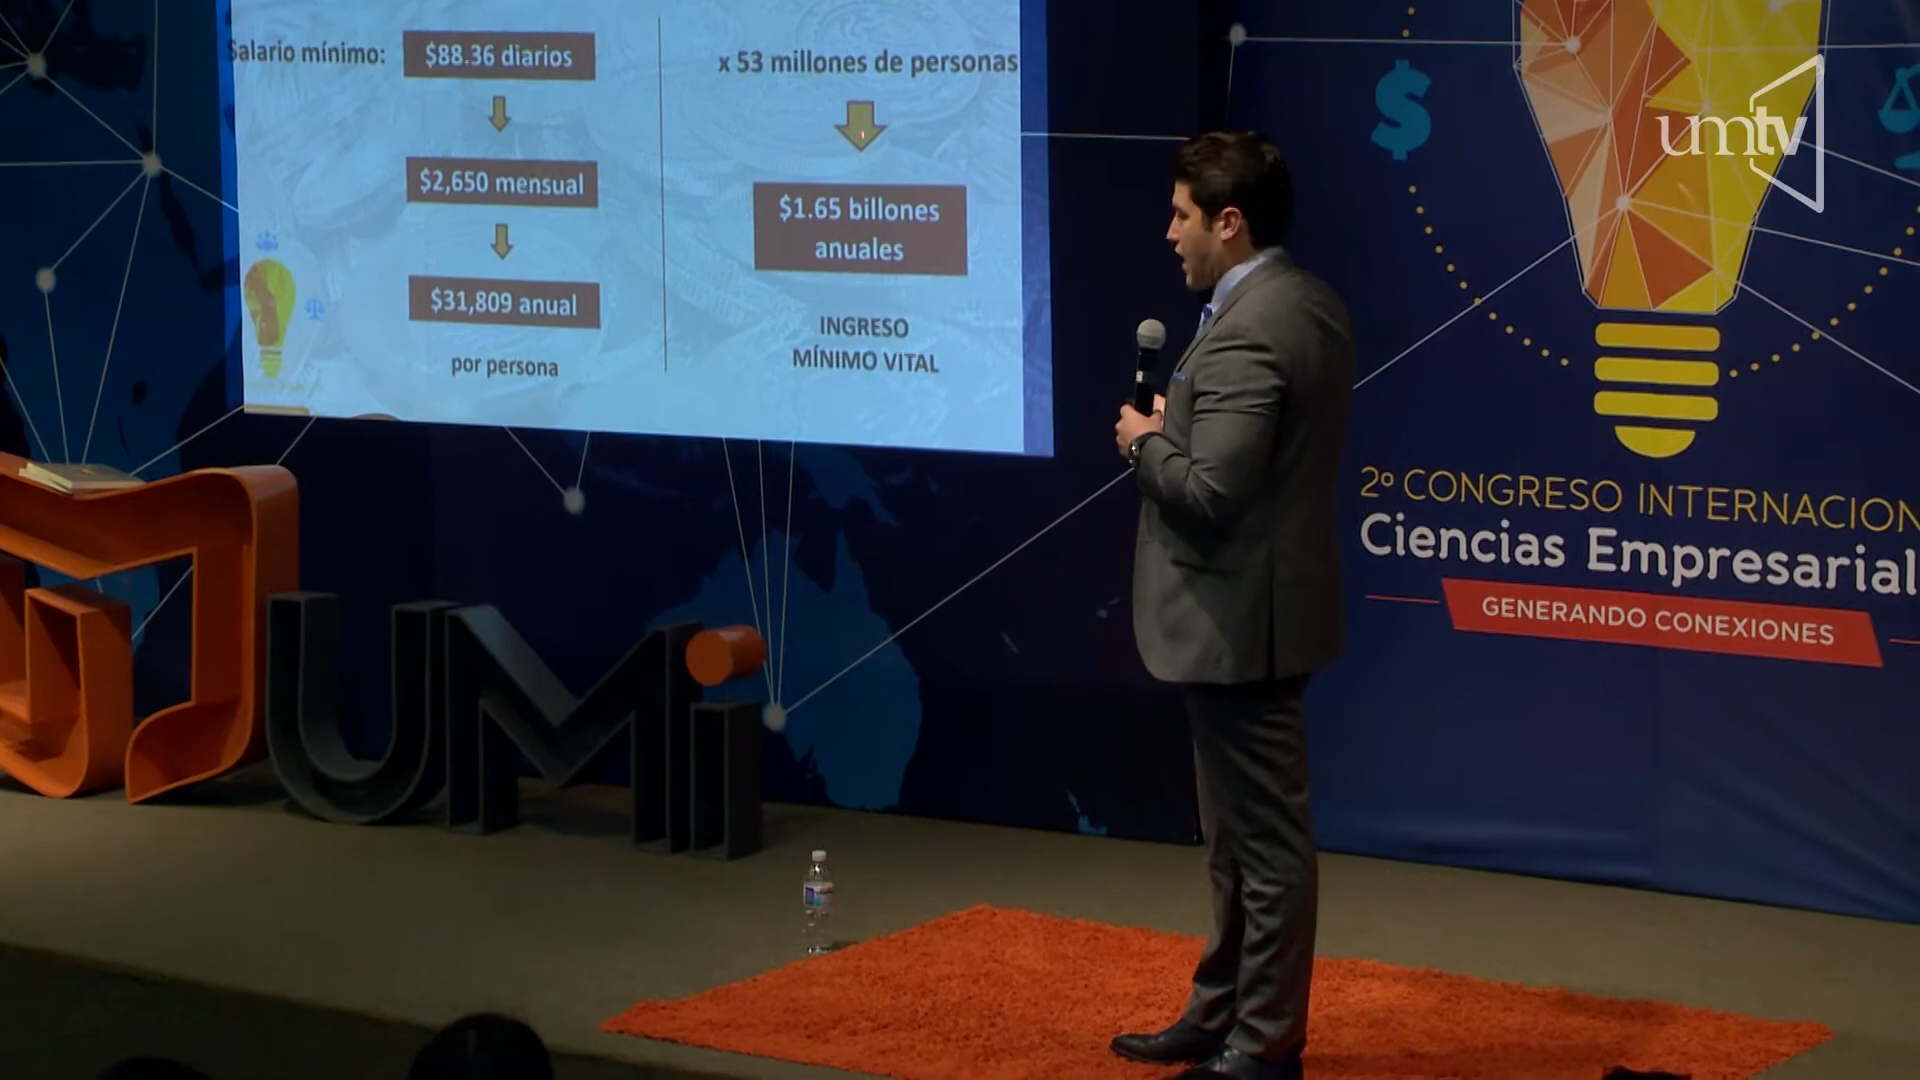 Salario mínimo:
$88.36 diarios
$2,650 mensual
$31,809 anual
por persona
x 53 millones de personas
$1.65 billones
anuales
INGRESO
MÍNIMO VITAL
umtv
$
2º CONGRESO INTERNACION
Ciencias Empresarial
GENERANDO CONEXIONES
UMi